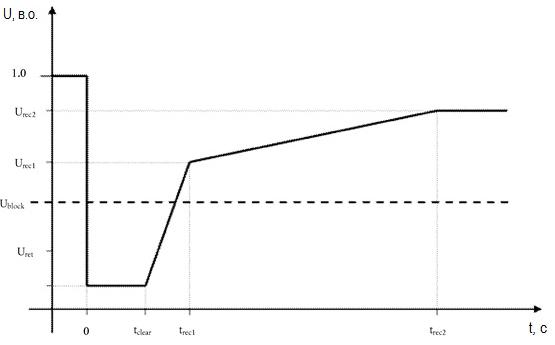 U, в.о.
1.0
Urec2
Urec1
Ublock
Uret
0 tclear trec1 trec2 t, с